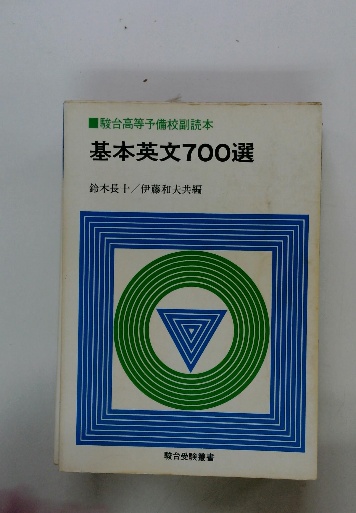 ■駿台高等予備校副読本
基本英文700選
鈴木長十／伊藤和夫共編
駿台受験叢書